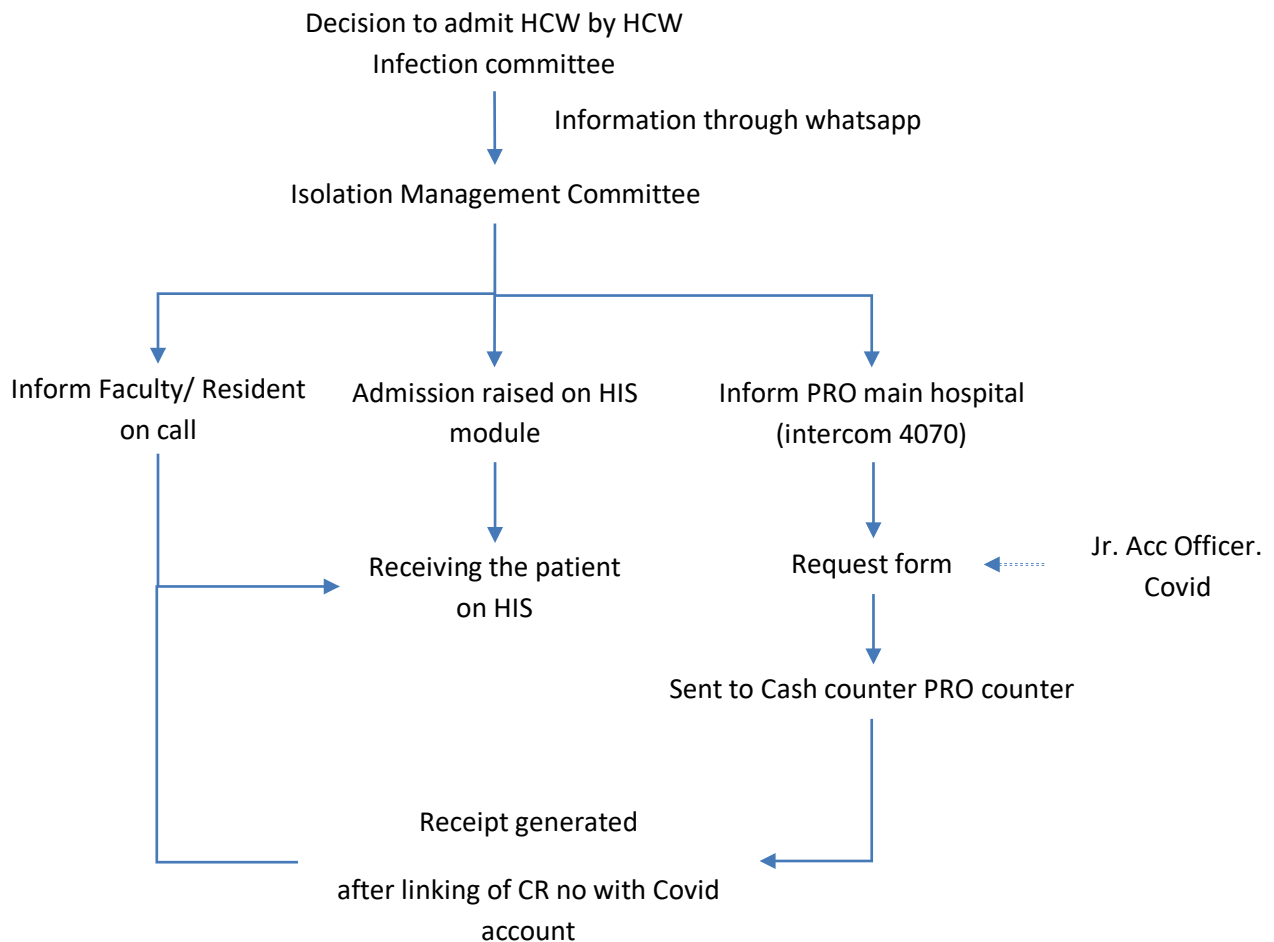 Decision to admit HCW by HCW
Infection committee
Information through whatsapp
Isolation Management Committee
Inform Faculty/ Resident
on call
Admission raised on HIS
module
Inform PRO main hospital
(intercom 4070)
Receiving the patient
on HIS
Request form
Jr. Acc Officer.
Covid
Sent to Cash counter PRO counter
Receipt generated
after linking of CR no with Covid
account